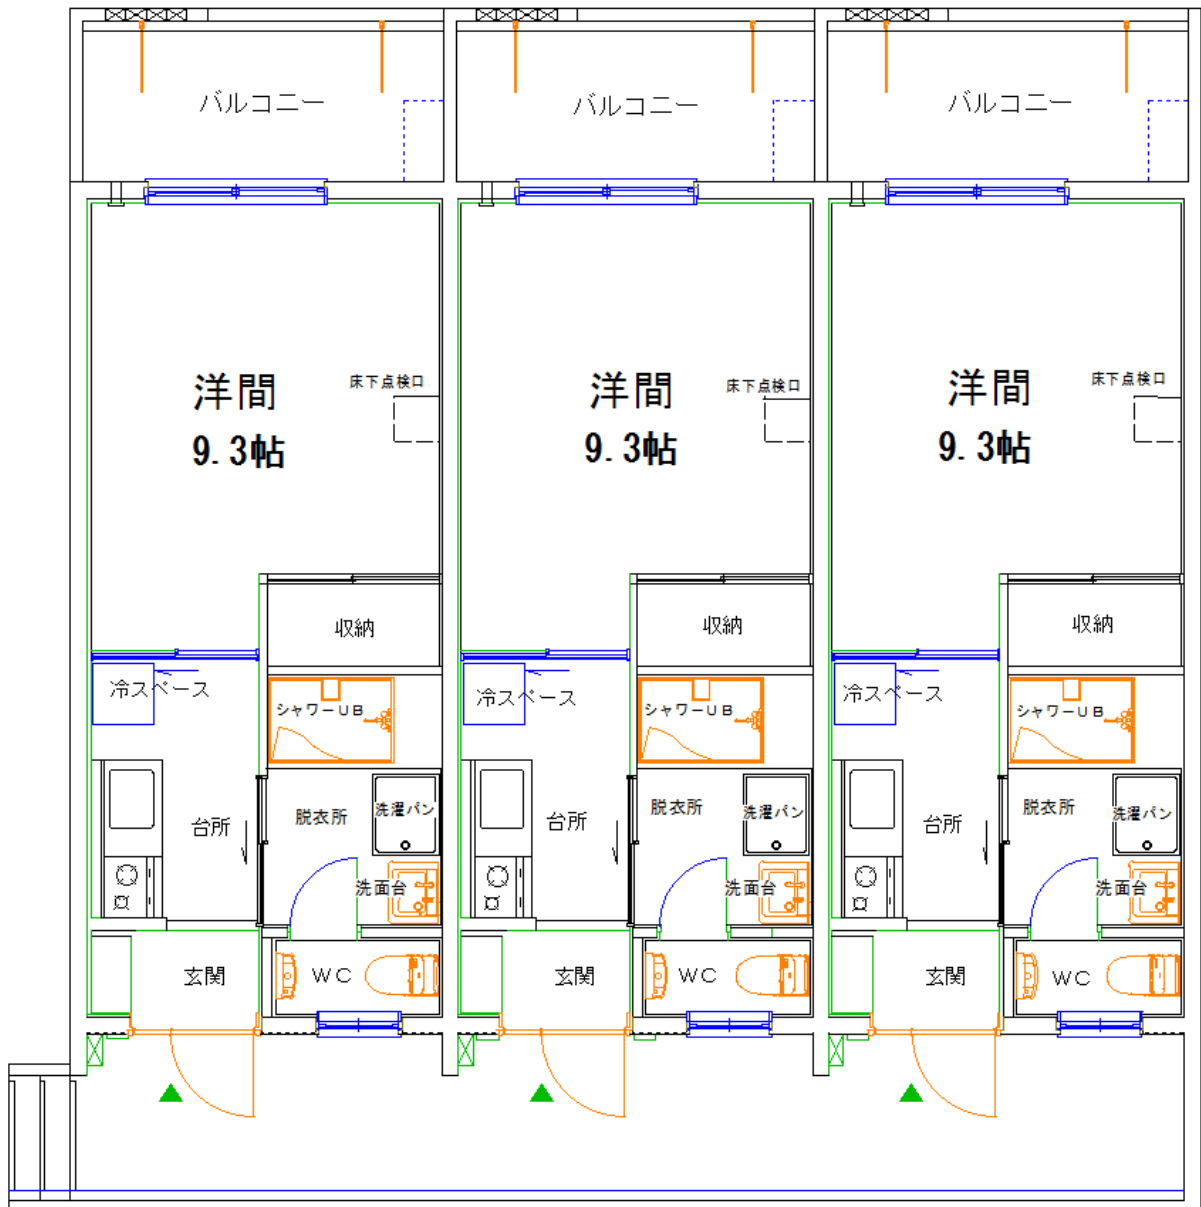 バルコニー
バルコニー
バルコニー
洋間
9.3帖
床下点検口
洋間
9.3帖
床下点検口
洋間
9.3帖
床下点検口
収納
収納
収納
冷スペース
シャワーUB
冷スペース
シャワーUB
冷スペース
シャワーUB
台所
脱衣所
洗濯パン
洗面台
台所
脱衣所
洗濯パン
洗面台
台所
脱衣所
洗濯パン
洗面台
玄関
WC
玄関
WC
玄関
WC